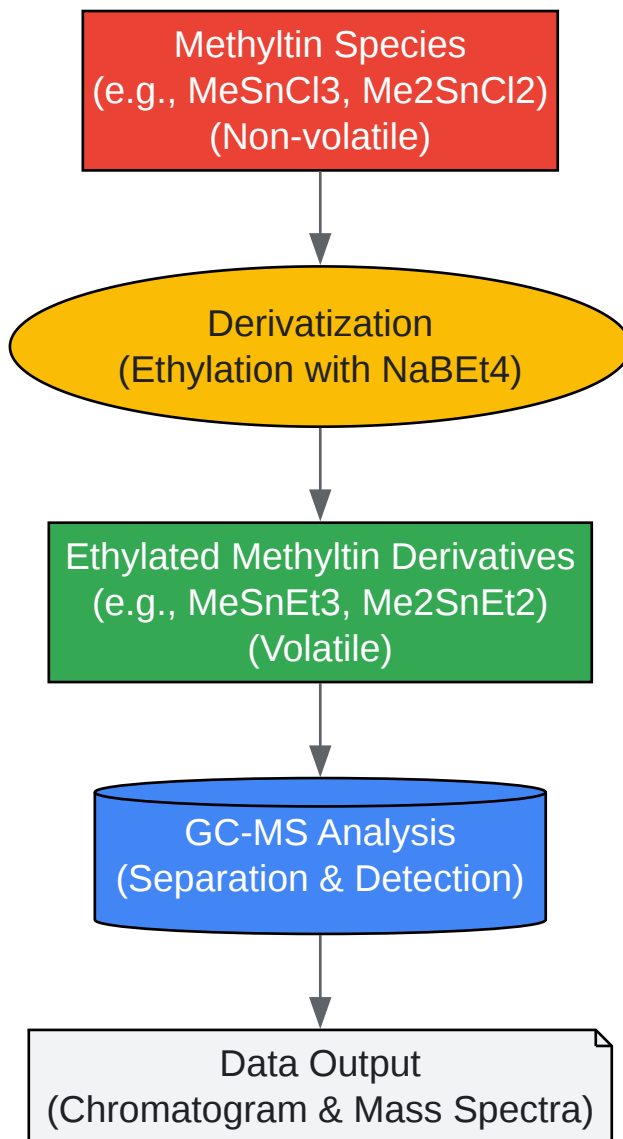 Methyltin Species
(e.g., MeSnCl3, Me2SnCl2)
(Non-volatile)
Derivatization
(Ethylation with NaBEt4)
Ethylated Methyltin Derivatives
(e.g., MeSnEt3, Me2SnEt2)
(Volatile)
GC-MS Analysis
(Separation & Detection)
Data Output
(Chromatogram & Mass Spectra)